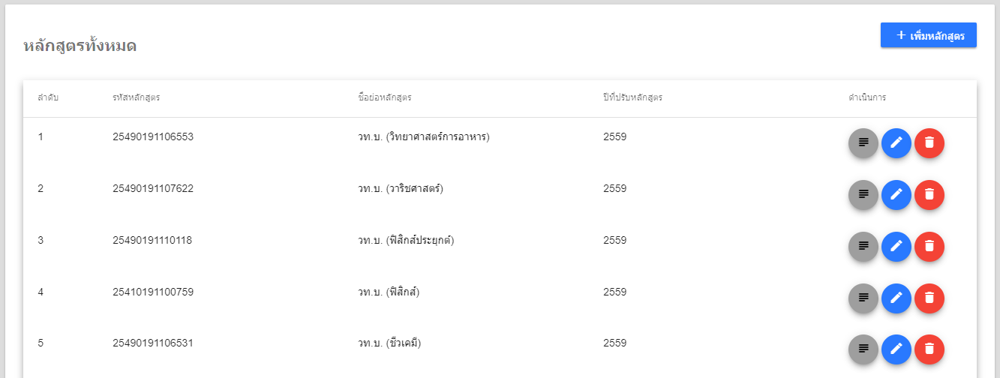 หลักสูตรทั้งหมด
+ เพิ่มหลักสูตร
ลำดับ รหัสหลักสูตร ชื่อย่อหลักสูตร ปีที่ปรับหลักสูตร ดำเนินการ
1 25490191106553 วท.บ. (วิทยาศาสตร์การอาหาร) 2559
2 25490191107622 วท.บ. (วาริชศาสตร์) 2559
3 25490191110118 วท.บ. (ฟิสิกส์ประยุกต์) 2559
4 25410191100759 วท.บ. (ฟิสิกส์) 2559
5 25490191106531 วท.บ. (ชีวเคมี) 2559